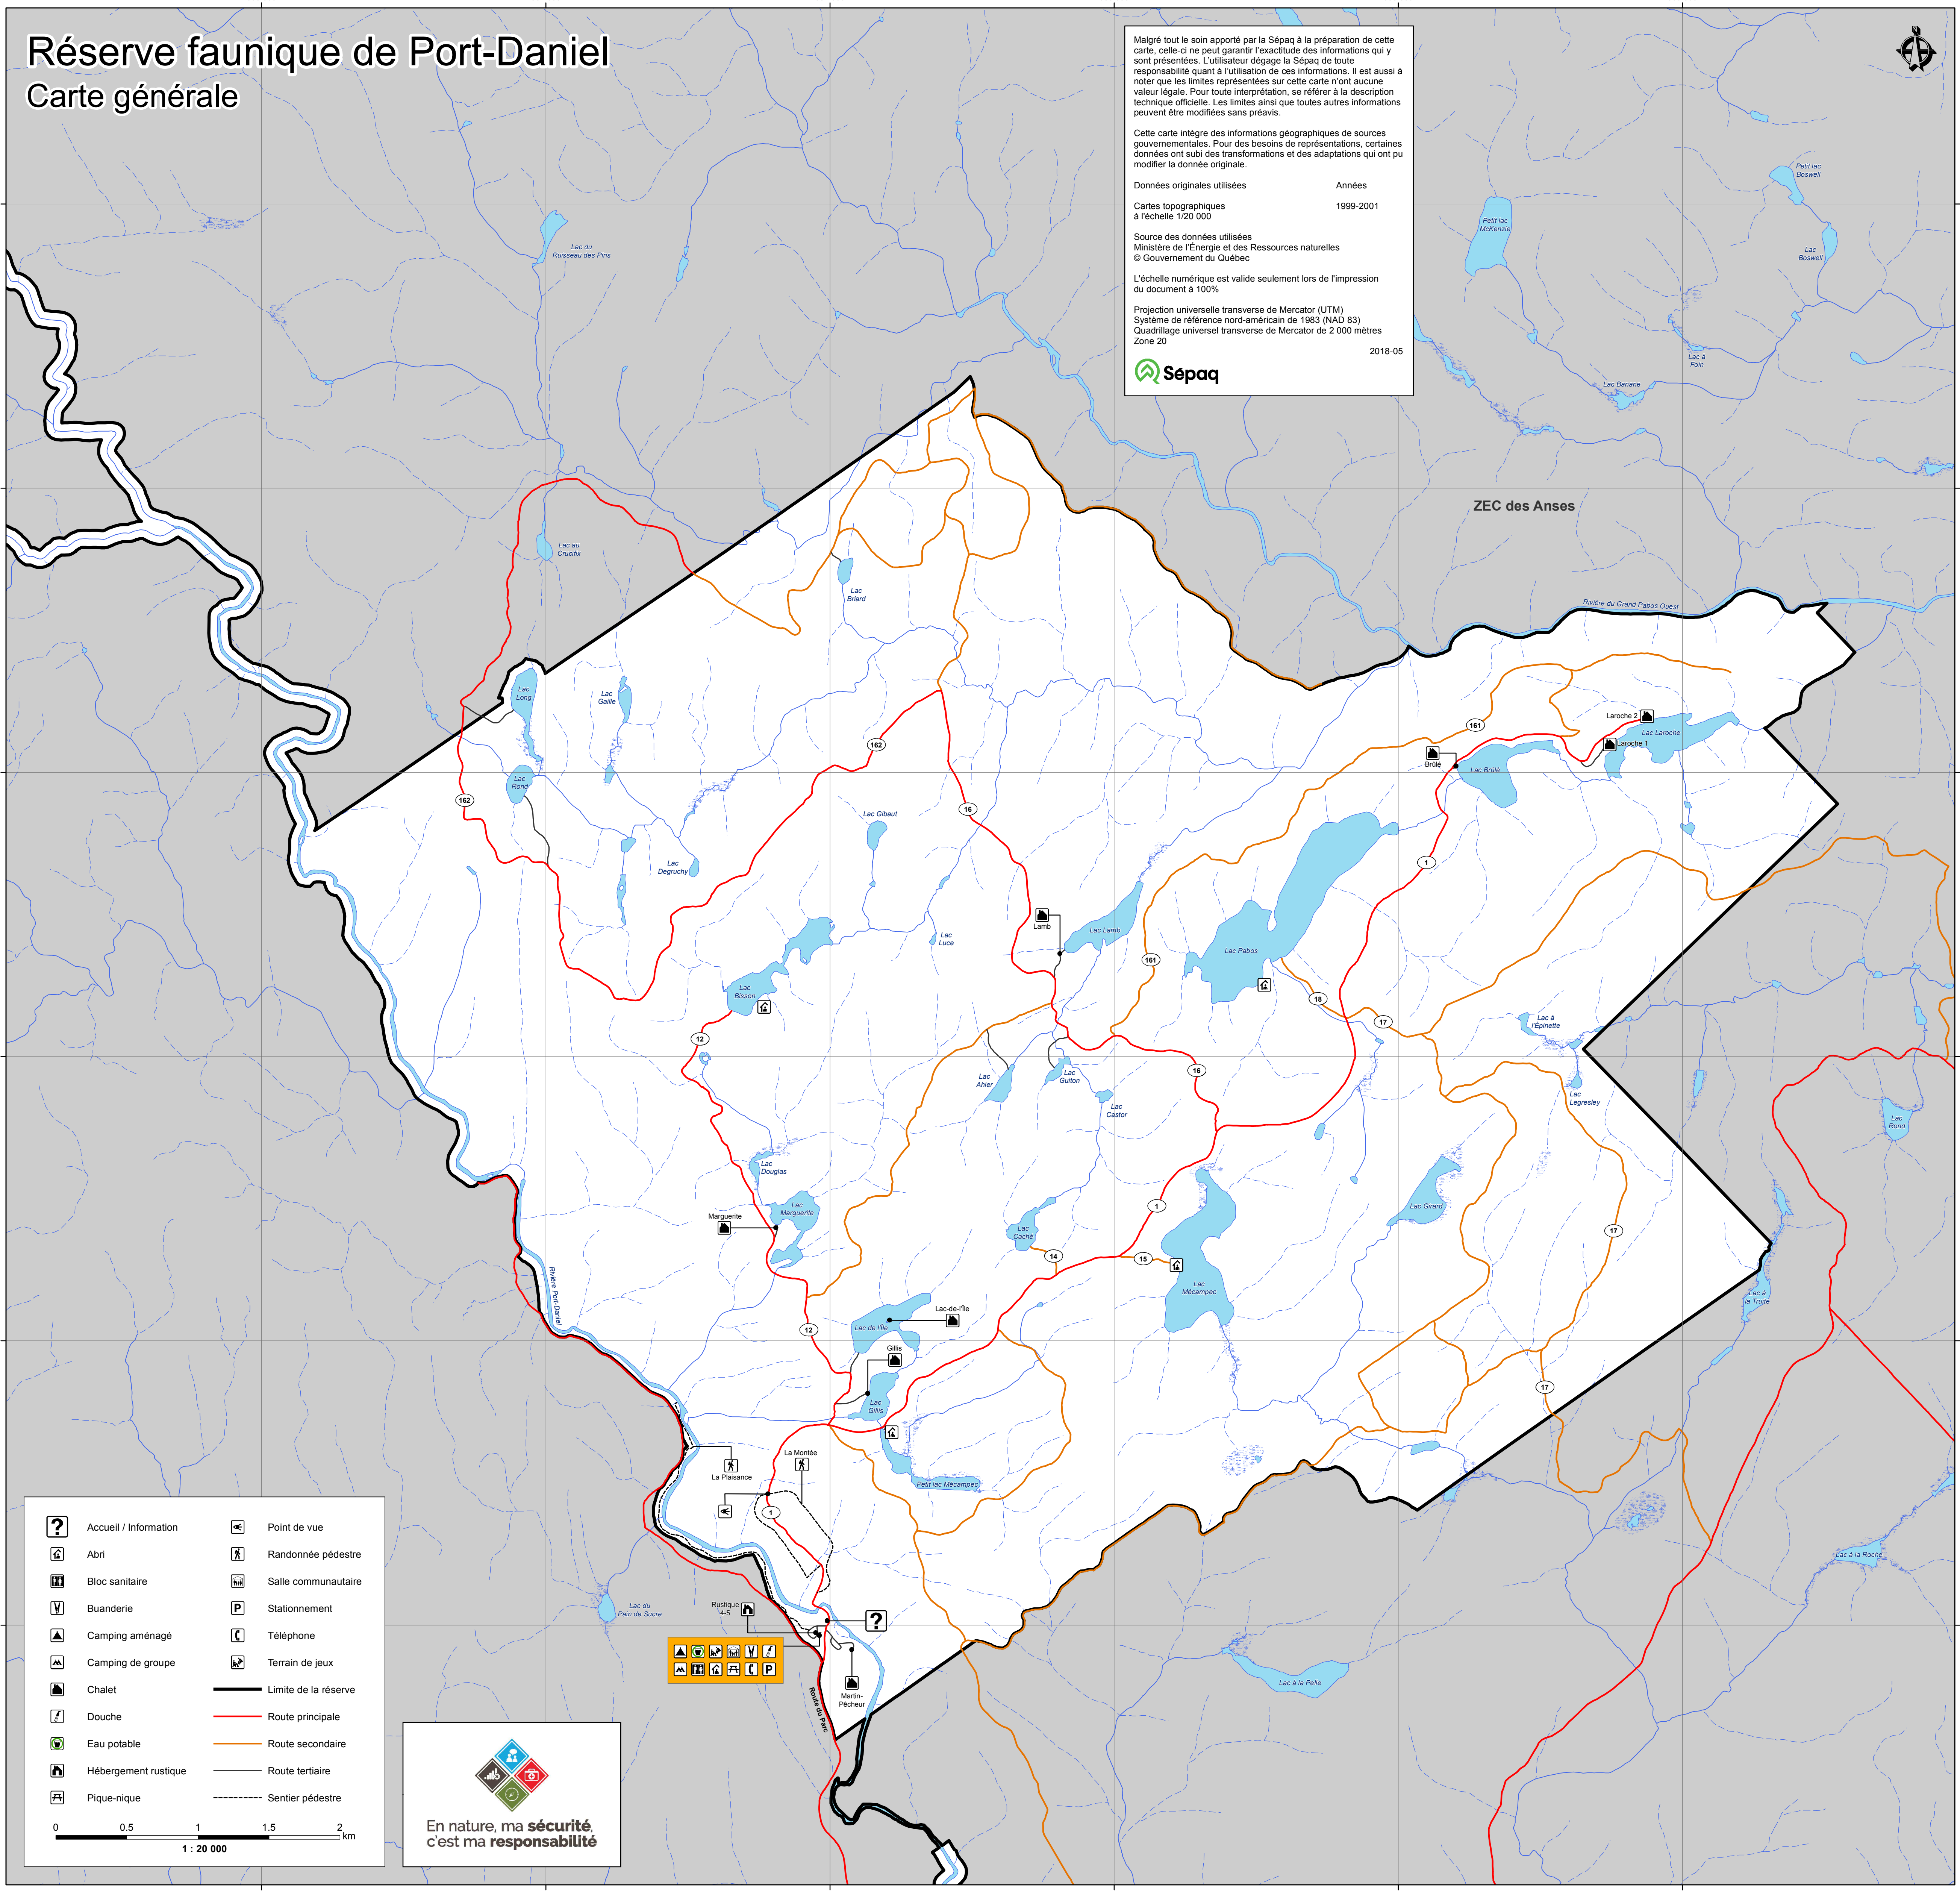 Réserve faunique de Port-Daniel
Carte générale
Malgré tout le soin apporté par la Sépaq à la préparation de cette
carte, celle-ci ne peut garantir l'exactitude des informations qui y
sont présentées. L'utilisateur dégage la Sépaq de toute
responsabilité quant à l'utilisation de ces informations. Il est aussi à
noter que les limites représentées sur cette carte n'ont aucune
valeur légale. Pour toute interprétation, se référer à la description
technique officielle. Les limites ainsi que toutes autres informations
peuvent être modifiées sans préavis.
Cette carte intègre des informations géographiques de sources
gouvernementales. Pour des besoins de représentations, certaines
données ont subi des transformations et des adaptations qui ont pu
modifier la donnée originale.
Données originales utilisées Années
Cartes topographiques 1999-2001
à l'échelle 1/20 000
Source des données utilisées
Ministère de l'Énergie et des Ressources naturelles
© Gouvernement du Québec
L'échelle numérique est valide seulement lors de l'impression
du document à 100%
Projection universelle transverse de Mercator (UTM)
Système de référence nord-américain de 1983 (NAD 83)
Quadrillage universel transverse de Mercator de 2 000 mètres
Zone 20
2018-05
Sépaq
Petit lac
Boswell
Petit lac
McKenzie
Lac
Boswell
Lac du
Ruisseau des Pins
Lac à
Foin
Lac Banane
ZEC des Anses
Lac au
Crucifix
Lac
Briard
Rivière du Grand Pabos Ouest
Lac
Long
Lac
Gaille
Laroche 2
161
Lac Laroche
Laroche 1
162
Brûlé
Lac Brûlé
Lac
Rond
162
16
Lac Gibaut
Lac
Degruchy
1
Lamb
Lac Lamb
Lac
Luce
Lac Pabos
161
Lac
Bisson
18
17
Lac à
l'Épinette
12
16
Lac
Ahier
Lac
Guiton
Lac
Castor
Lac
Legresley
Lac
Rond
Lac
Douglas
Marguerite
Lac
Marguerite
1
Lac Girard
Lac
Caché
14
15
17
Lac
Mécampec
Rivière Port-Daniel
Lac à
la Truite
Lac-de-l'Île
Lac de l'Île
12
Gillis
Lac
Gillis
17
La Montée
La Plaisance
Petit lac Mécampec
1
Lac à la Roche
Rustique
4-5
Lac du
Pain de Sucre
?
P
Martin-
Pêcheur
Route du Parc
Lac à la Pelle
? Accueil / Information
Abri
Bloc sanitaire
Buanderie
Camping aménagé
Camping de groupe
Chalet
Douche
Eau potable
Hébergement rustique
Pique-nique
Point de vue
Randonnée pédestre
Salle communautaire
P Stationnement
Téléphone
Terrain de jeux
Limite de la réserve
Route principale
Route secondaire
Route tertiaire
Sentier pédestre
0 0.5 1 1.5 2
km
1 : 20 000
En nature, ma sécurité,
c'est ma responsabilité